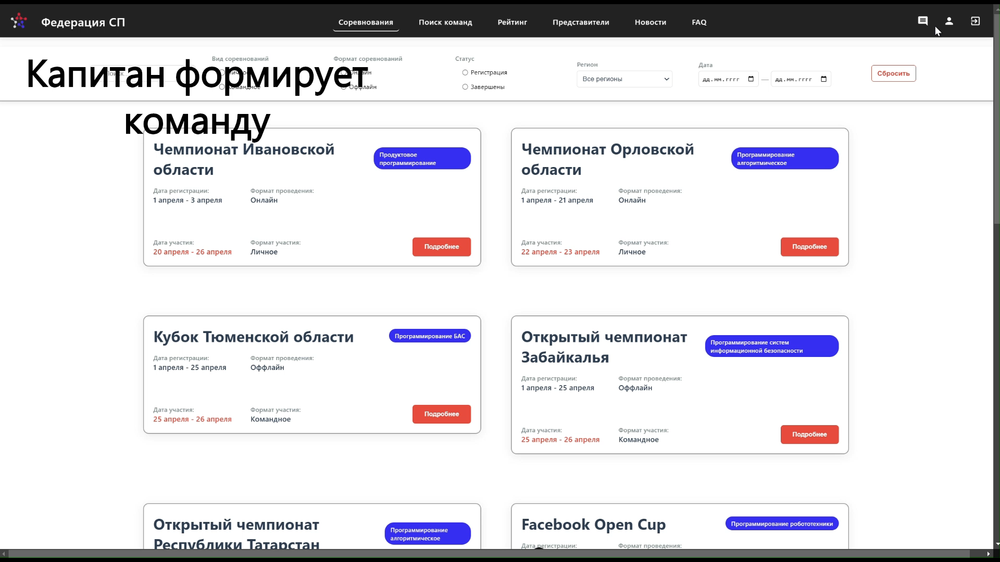 Федерация СП
Соревнования
Поиск команд
Рейтинг
Представители
Новости
FAQ
Капитан формирует
команду
Вид соревнований
Командное
Формат соревнований
Онлайн
Оффлайн
Статус
Регистрация
Завершены
Регион
Все регионы
Дата
дд.мм.гггг — дд.мм.гггг
Сбросить
Чемпионат Ивановской
области
Продуктовое
программирование
Дата регистрации:
1 апреля - 3 апреля
Формат проведения:
Онлайн
Дата участия:
20 апреля - 26 апреля
Формат участия:
Личное
Подробнее
Чемпионат Орловской
области
Программирование
алгоритмическое
Дата регистрации:
1 апреля - 21 апреля
Формат проведения:
Онлайн
Дата участия:
22 апреля - 23 апреля
Формат участия:
Личное
Подробнее
Кубок Тюменской области
Программирование БАС
Дата регистрации:
1 апреля - 25 апреля
Формат проведения:
Оффлайн
Дата участия:
25 апреля - 26 апреля
Формат участия:
Командное
Подробнее
Открытый чемпионат
Забайкалья
Программирование систем
информационной безопасности
Дата регистрации:
1 апреля - 25 апреля
Формат проведения:
Оффлайн
Дата участия:
25 апреля - 26 апреля
Формат участия:
Командное
Подробнее
Открытый чемпионат
Республики Татарстан
Программирование
алгоритмическое
Facebook Open Cup
Программирование робототехники
Дата регистрации:
Формат проведения: